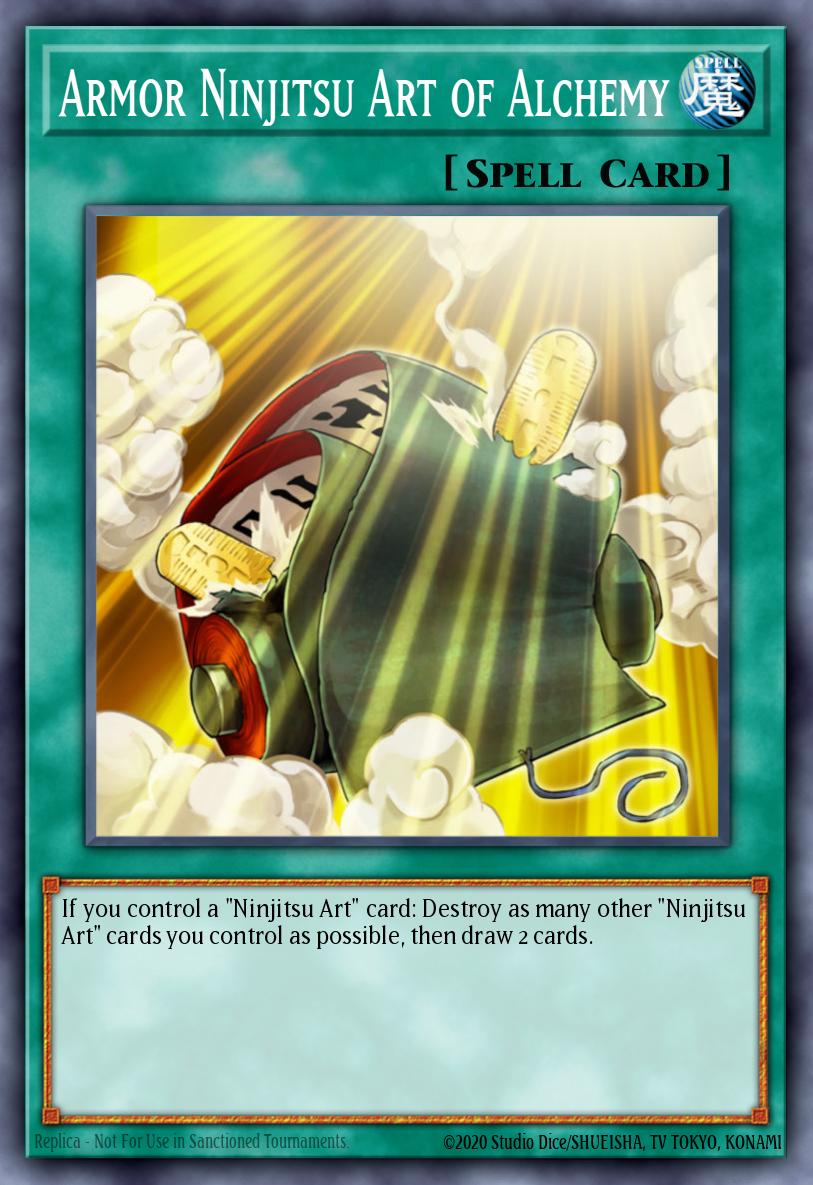 Armor Ninjitsu Art of Alchemy
SPELL
魔
[ Spell Card ]
If you control a "Ninjitsu Art" card: Destroy as many other "Ninjitsu
Art" cards you control as possible, then draw 2 cards.
Replica - Not For Use in Sanctioned Tournaments.
©2020 Studio Dice/SHUEISHA, TV TOKYO, KONAMI